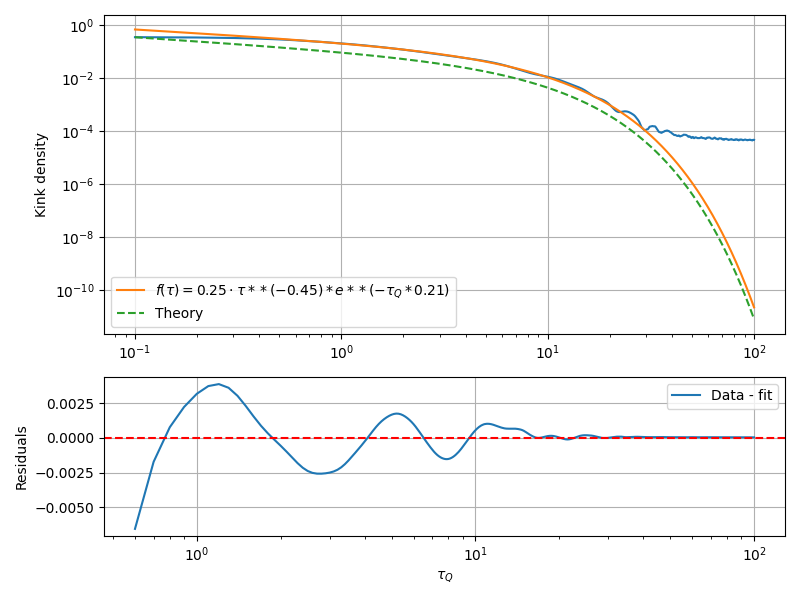 10⁰
10⁻²
10⁻⁴
10⁻⁶
10⁻⁸
10⁻¹⁰
Kink density
f(τ) = 0.25 · τ * *(−0.45) * e * *(−τ_Q * 0.21)
Theory
10⁻¹ 10⁰ 10¹ 10²
0.0025
0.0000
−0.0025
−0.0050
Residuals
Data - fit
10⁰ 10¹ 10²
τ_Q